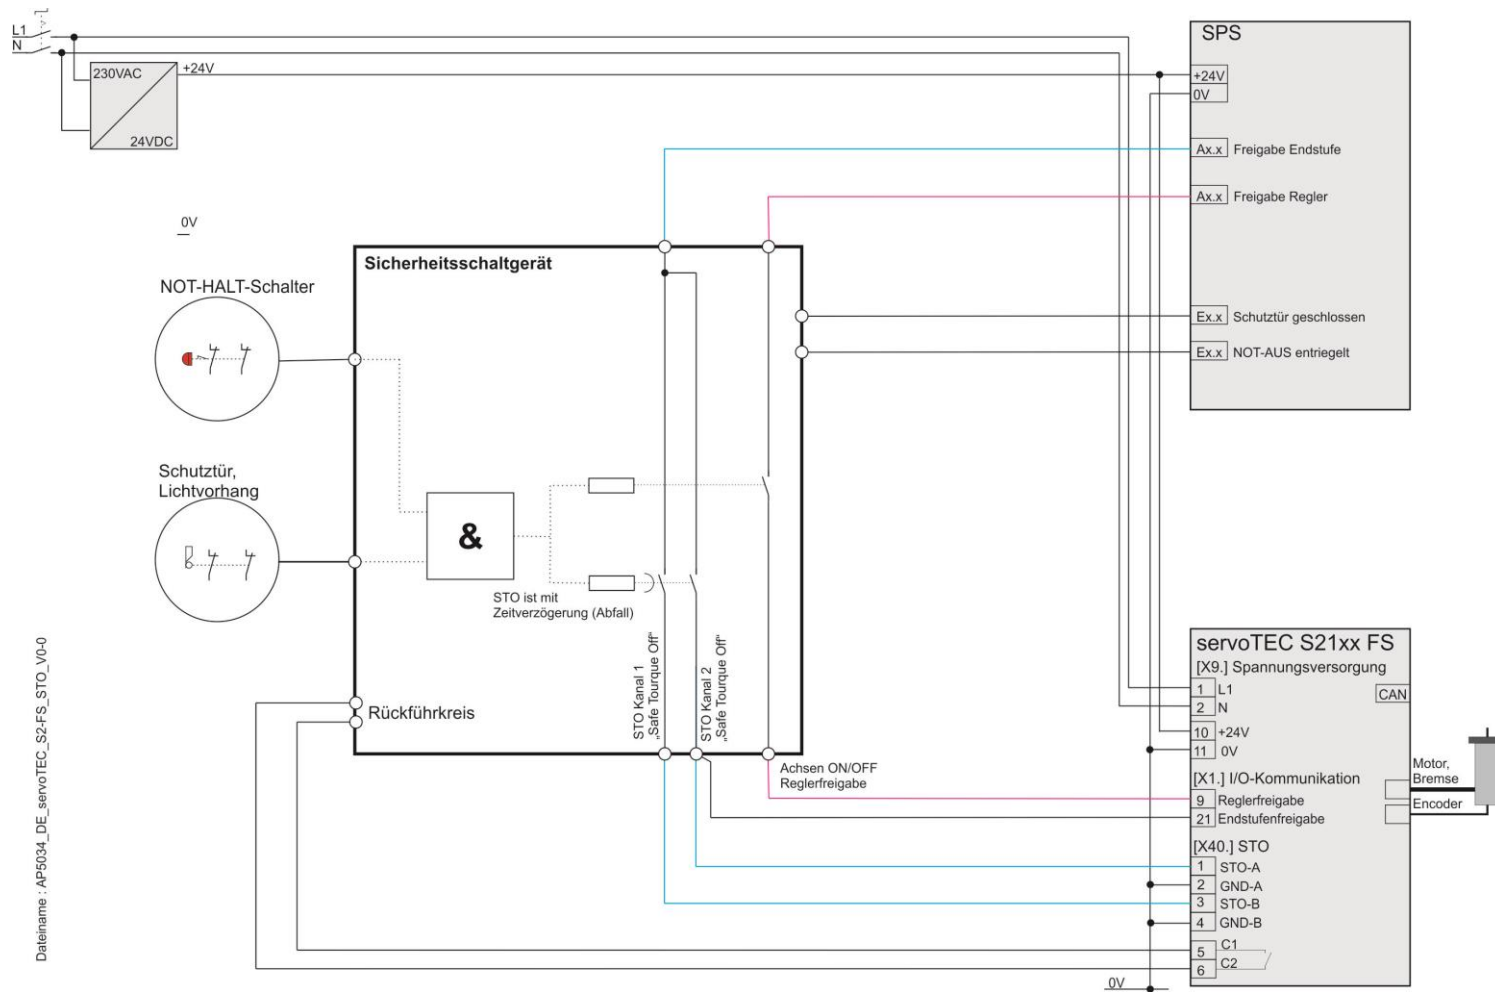 L1
N
230VAC
24VDC
+24V
0V
SPS
+24V
0V
Ax.x Freigabe Endstufe
Ax.x Freigabe Regler
Ex.x Schutztür geschlossen
Ex.x NOT-AUS entriegelt
Sicherheitsschaltgerät
NOT-HALT-Schalter
Schutztür,
Lichtvorhang
&
STO ist mit
Zeitverzögerung (Abfall)
STO Kanal 1
„Safe Tourque Off“
STO Kanal 2
„Safe Tourque Off“
Rückführkreis
Achsen ON/OFF
Reglerfreigabe
servoTEC S21xx FS
[X9.] Spannungsversorgung
1 L1
2 N
10 +24V
11 0V
CAN
[X1.] I/O-Kommunikation
9 Reglerfreigabe
21 Endstufenfreigabe
Motor,
Bremse
Encoder
[X40.] STO
1 STO-A
2 GND-A
3 STO-B
4 GND-B
5 C1
6 C2
0V
Dateiname : AP5034_DE_servoTEC_S2-FS_STO_V0-0